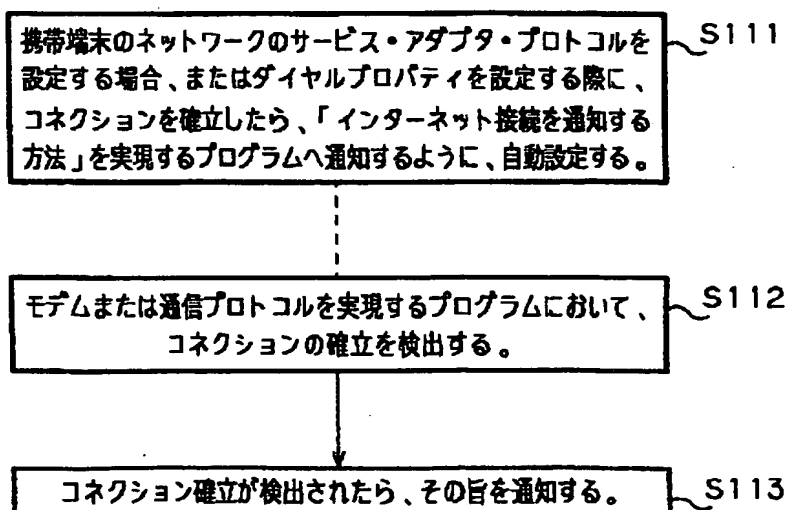 携帯端末のネットワークのサービス・アダプタ・プロトコルを S111
設定する場合、またはダイヤルプロパティを設定する際に、
コネクションを確立したら、「インターネット接続を通知する
方法」を実現するプログラムへ通知するように、自動設定する。
モデムまたは通信プロトコルを実現するプログラムにおいて、 S112
コネクションの確立を検出する。
コネクション確立が検出されたら、その旨を通知する。 S113